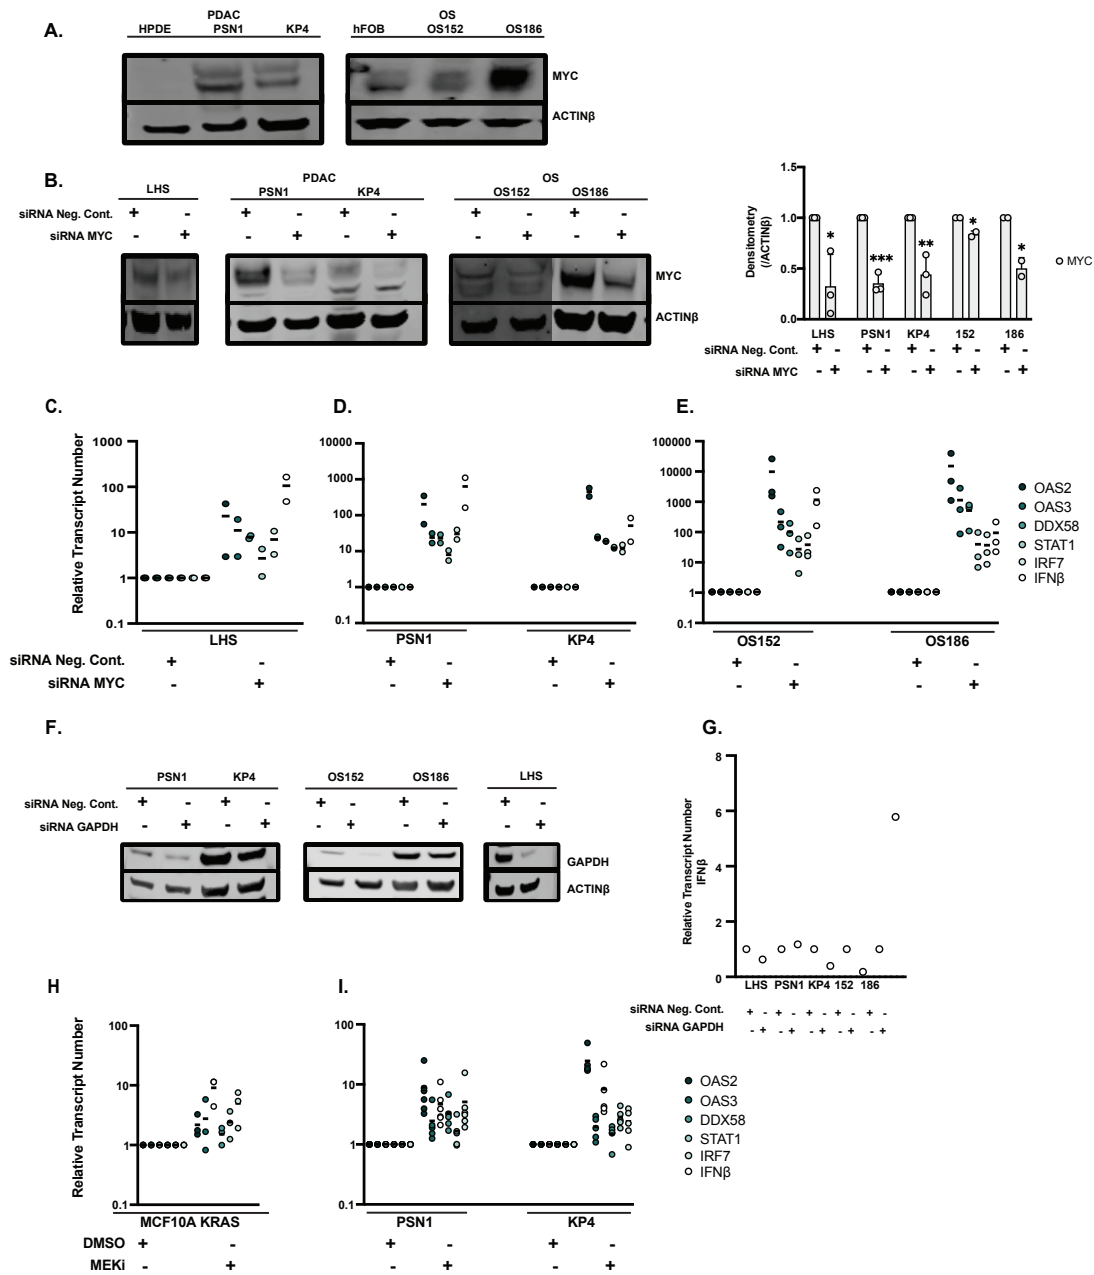 A.
PDAC
HPDE PSN1 KP4
OS
hFOB OS152 OS186
MYC
ACTINβ
B.
LHS
PDAC
PSN1 KP4
OS
OS152 OS186
siRNA Neg. Cont. + - + - + - + - + -
siRNA MYC - + - + - + - + - +
MYC
ACTINβ
Densitometry
(/ACTINβ)
1.5
1.0
0.5
0.0
* *** ** * *
MYC
LHS PSN1 KP4 152 186
siRNA Neg. Cont. + - + - + - + - + -
siRNA MYC - + - + - + - + - +
C.
Relative Transcript Number
1000
100
10
1
0.1
LHS
siRNA Neg. Cont. + -
siRNA MYC - +
D.
10000
1000
100
10
1
0.1
PSN1 KP4
+ - + -
- + - +
E.
100000
10000
1000
100
10
1
0.1
OS152 OS186
+ - + -
- + - +
OAS2
OAS3
DDX58
STAT1
IRF7
IFNβ
F.
PSN1 KP4 OS152 OS186 LHS
siRNA Neg. Cont. + - + - + - + - + -
siRNA GAPDH - + - + - + - + - +
GAPDH
ACTINβ
G.
Relative Transcript Number
IFNβ
8
6
4
2
0
LHS PSN1 KP4 152 186
siRNA Neg. Cont. + - + - + - + - + -
siRNA GAPDH - + - + - + - + - +
H
Relative Transcript Number
100
10
1
0.1
MCF10A KRAS
DMSO + -
MEKi - +
I.
100
10
1
0.1
PSN1 KP4
+ - + -
- + - +
OAS2
OAS3
DDX58
STAT1
IRF7
IFNβ